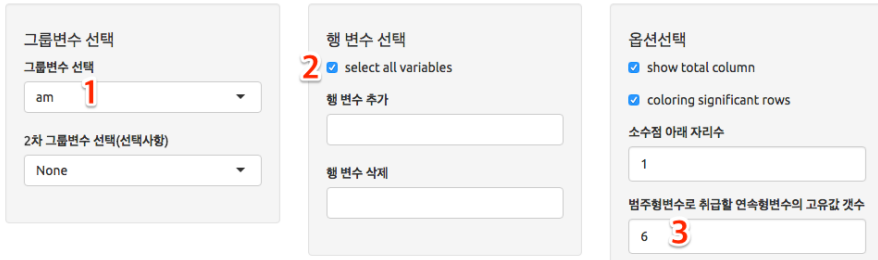 그룹변수 선택
그룹변수 선택
am
1
2차 그룹변수 선택(선택사항)
None
행 변수 선택
2
select all variables
행 변수 추가
행 변수 삭제
옵션선택
show total column
coloring significant rows
소수점 아래 자리수
1
범주형변수로 취급할 연속형변수의 고유값 갯수
6
3